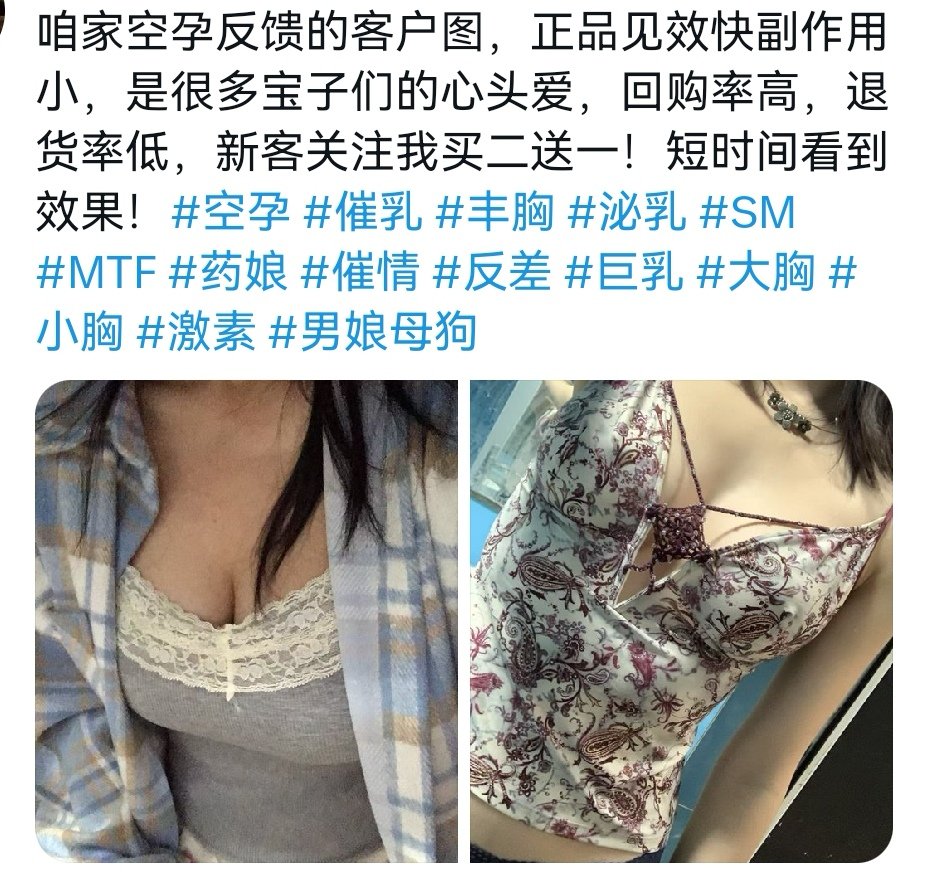 咱家空孕反馈的客户图，正品见效快副作用
小，是很多宝子们的心头爱，回购率高，退
货率低，新客关注我买二送一！短时间看到
效果！#空孕 #催乳 #丰胸 #泌乳 #SM
#MTF #药娘 #催情 #反差 #巨乳 #大胸 #
小胸 #激素 #男娘母狗